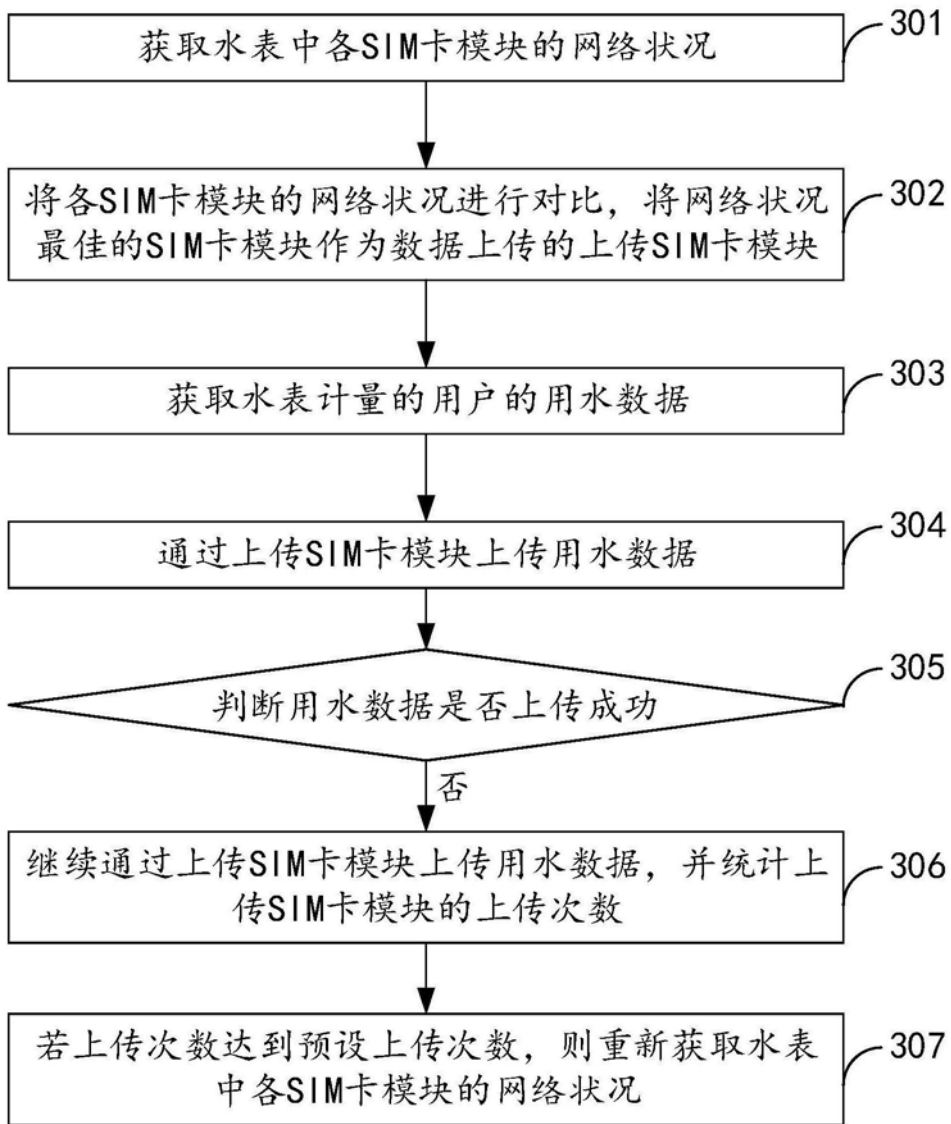 获取水表中各SIM卡模块的网络状况
301
将各SIM卡模块的网络状况进行对比，将网络状况
最佳的SIM卡模块作为数据上传的上传SIM卡模块
302
获取水表计量的用户的用水数据
303
通过上传SIM卡模块上传用水数据
304
判断用水数据是否上传成功
305
否
继续通过上传SIM卡模块上传用水数据，并统计上
传SIM卡模块的上传次数
306
若上传次数达到预设上传次数，则重新获取水表
中各SIM卡模块的网络状况
307